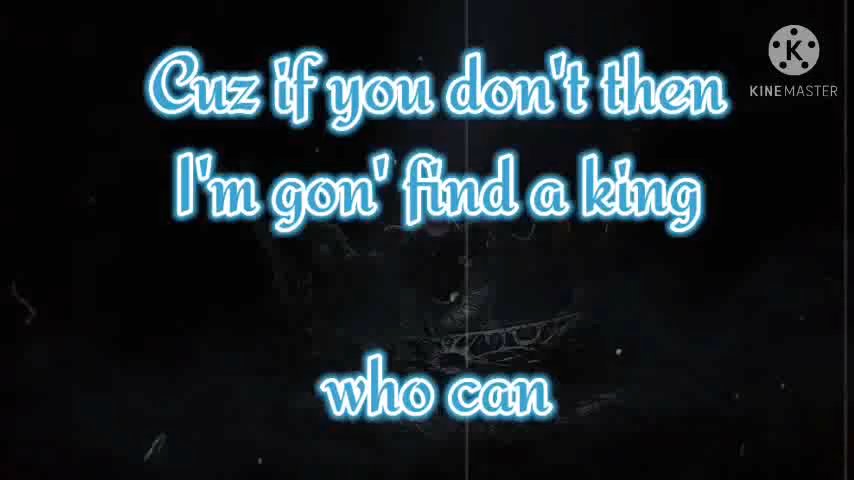 Cuz if you don't then
I'm gon' find a king
who can
K
KINEMASTER